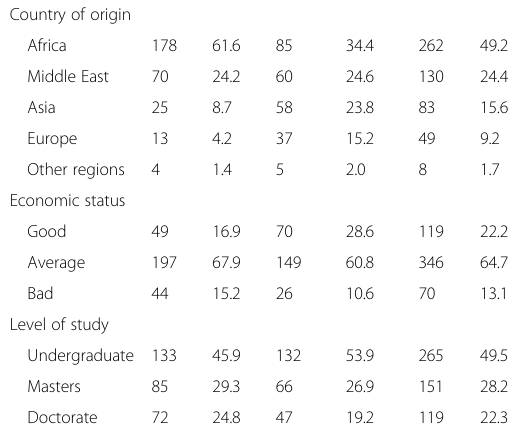 Country of origin
Africa 178 61.6 85 34.4 262 49.2
Middle East 70 24.2 60 24.6 130 24.4
Asia 25 8.7 58 23.8 83 15.6
Europe 13 4.2 37 15.2 49 9.2
Other regions 4 1.4 5 2.0 8 1.7
Economic status
Good 49 16.9 70 28.6 119 22.2
Average 197 67.9 149 60.8 346 64.7
Bad 44 15.2 26 10.6 70 13.1
Level of study
Undergraduate 133 45.9 132 53.9 265 49.5
Masters 85 29.3 66 26.9 151 28.2
Doctorate 72 24.8 47 19.2 119 22.3